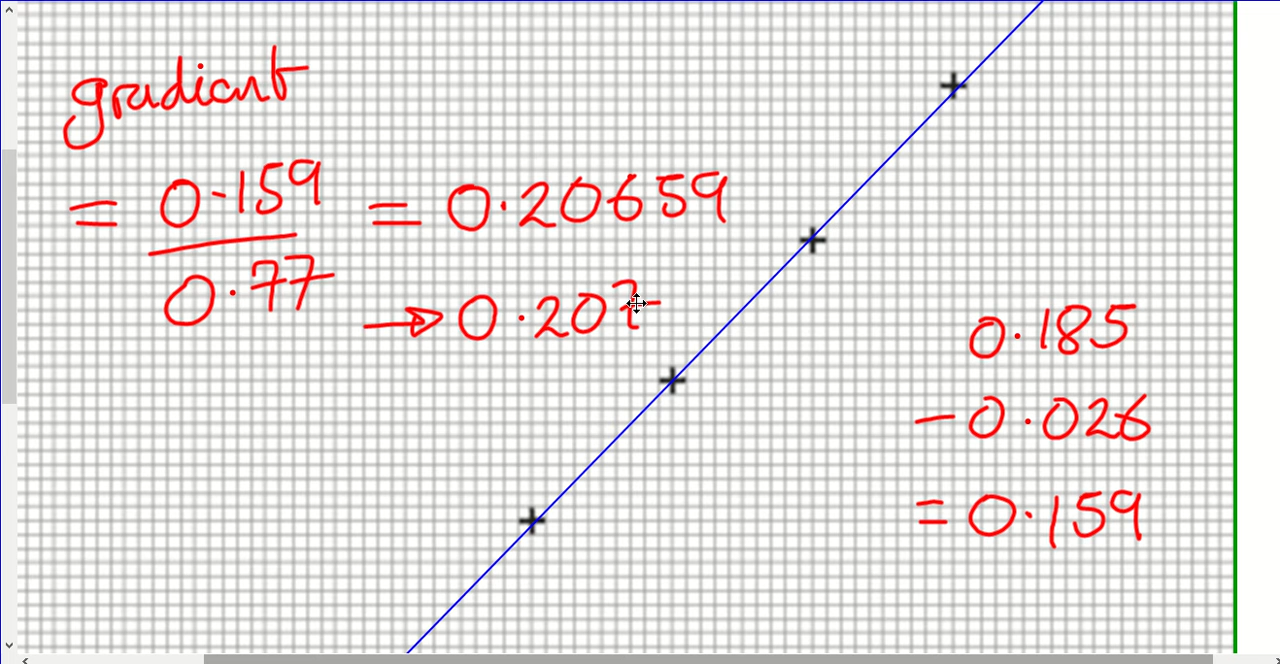 gradient
= 0.159 / 0.77 = 0.20659
→ 0.207
0.185
- 0.026
= 0.159